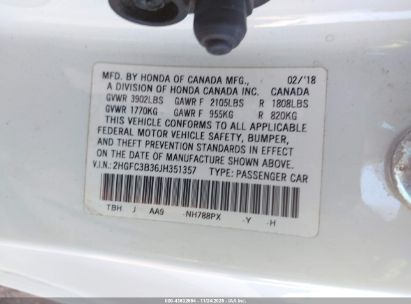 MFD. BY HONDA OF CANADA MFG., 02/'18
A DIVISION OF HONDA CANADA INC. CANADA
GVWR 3902LBS GAWR F 2105LBS R 1808LBS
GVWR 1770KG GAWR F 955KG R 820KG
THIS VEHICLE CONFORMS TO ALL APPLICABLE
FEDERAL MOTOR VEHICLE SAFETY, BUMPER,
AND THEFT PREVENTION STANDARDS IN EFFECT
ON THE DATE OF MANUFACTURE SHOWN ABOVE.
V.I.N.: 2HGFC3B36JH351357 TYPE: PASSENGER CAR
TBH J AA9 -NH788PX -Y -H